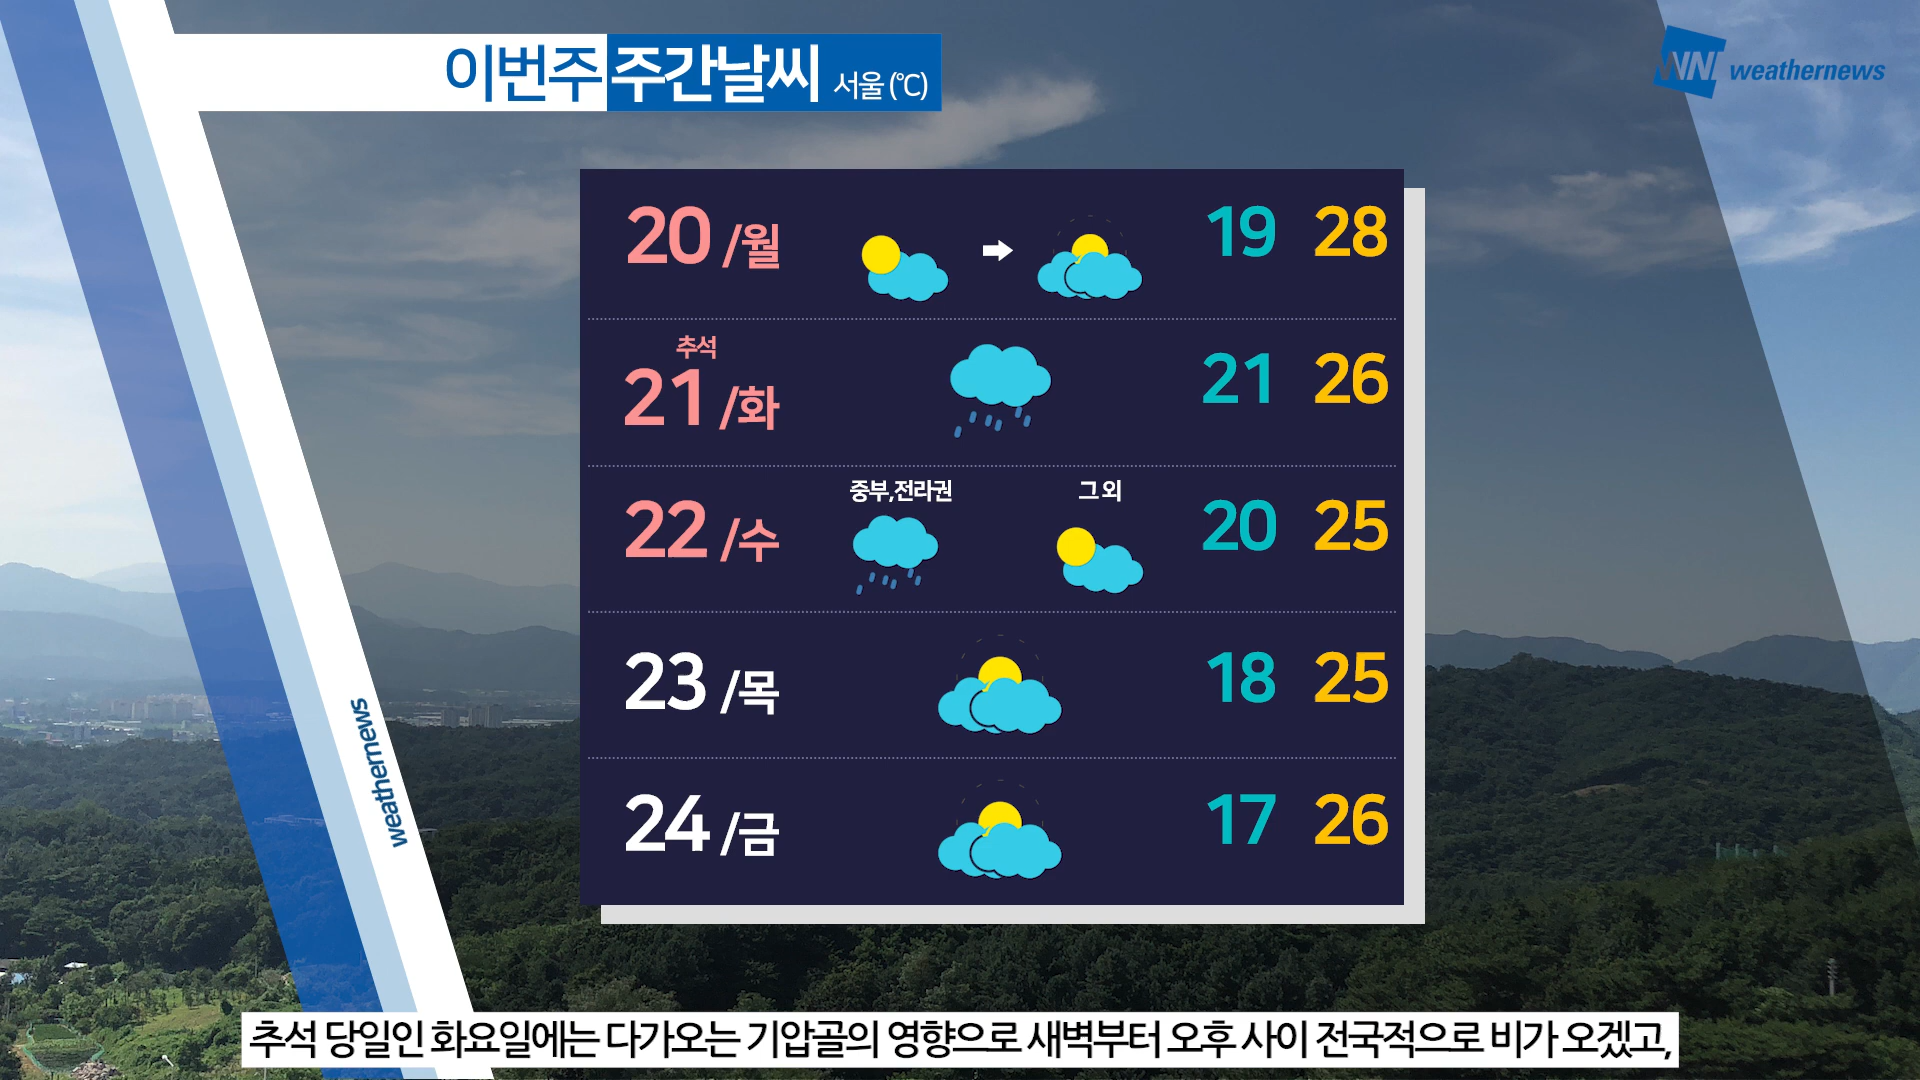 이번주 주간날씨 서울 (℃)
weathernews
20 /월 19 28
추석
21 /화 21 26
중부,전라권 그 외
22 /수 20 25
23 /목 18 25
24 /금 17 26
weathernews
추석 당일인 화요일에는 다가오는 기압골의 영향으로 새벽부터 오후 사이 전국적으로 비가 오겠고,